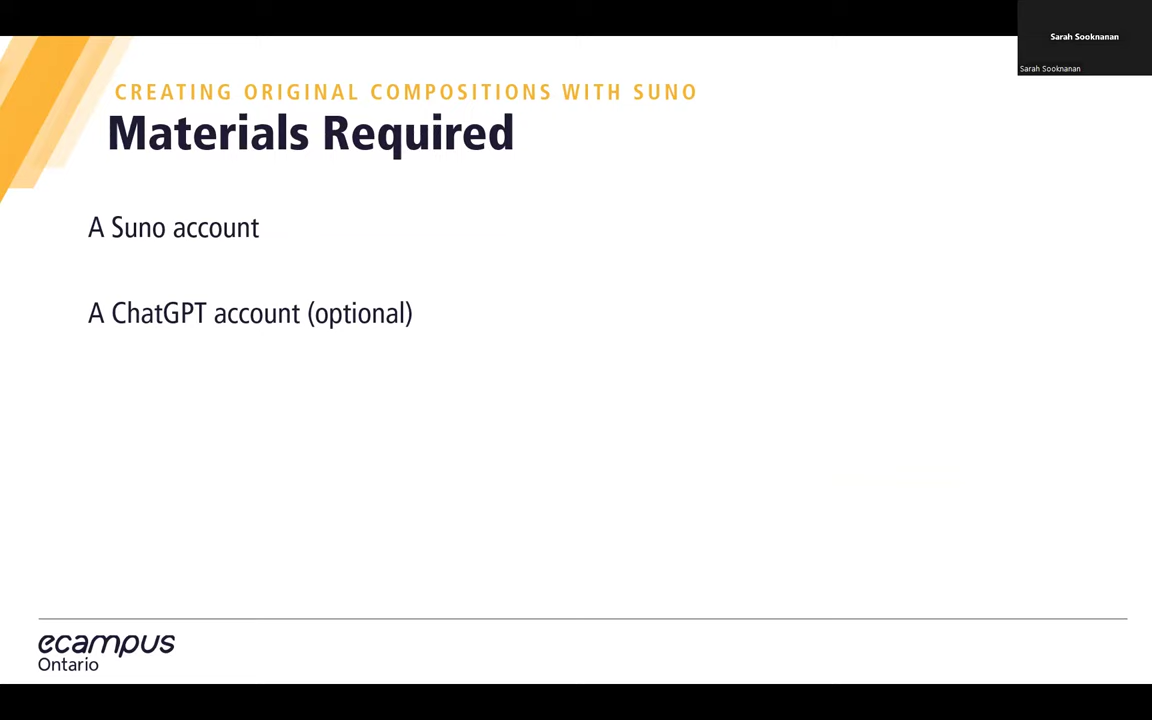 Sarah Sooknanan
Sarah Sooknanan
CREATING ORIGINAL COMPOSITIONS WITH SUNO
Materials Required
A Suno account
A ChatGPT account (optional)
ecampus
Ontario